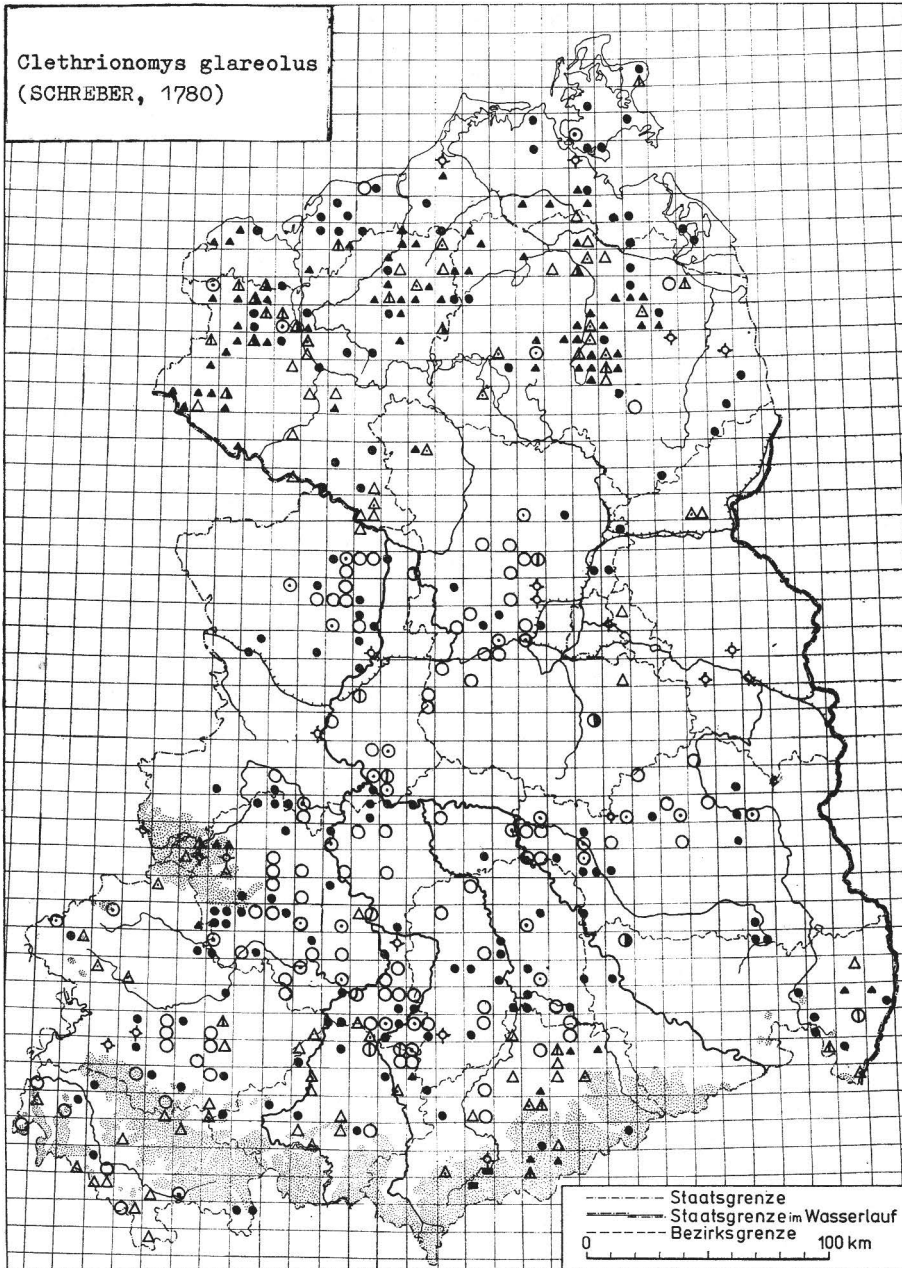 Clethrionomys glareolus
(SCHREBER, 1780)
Staatsgrenze
Staatsgrenze im Wasserlauf
Bezirksgrenze
0 100 km